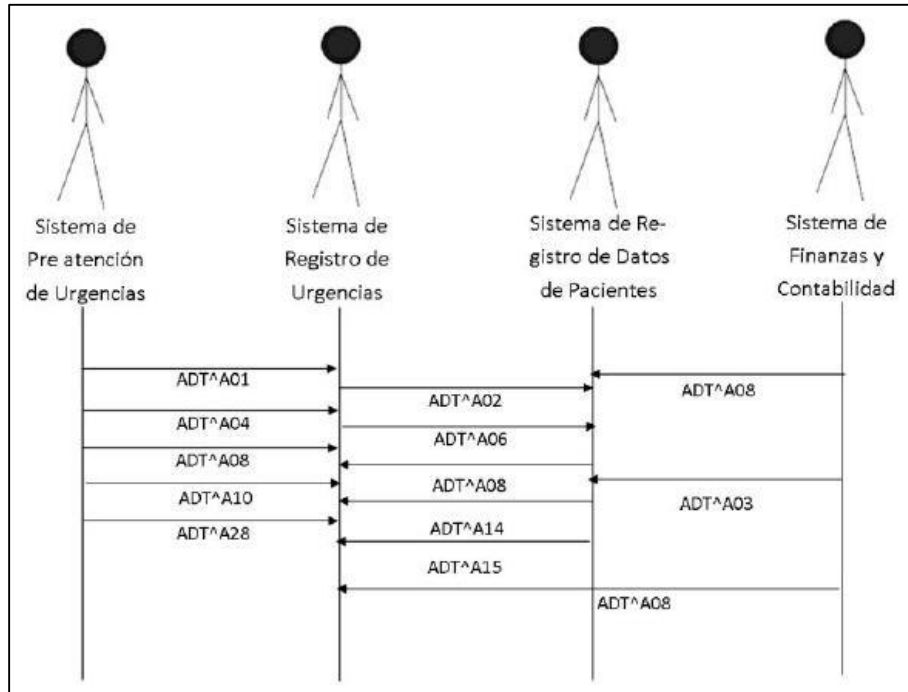 Sistema de
Pre atención
de Urgencias
Sistema de
Registro de
Urgencias
Sistema de Re-
gistro de Datos
de Pacientes
Sistema de
Finanzas y
Contabilidad
ADT^A01
ADT^A02
ADT^A08
ADT^A04
ADT^A06
ADT^A08
ADT^A08
ADT^A03
ADT^A10
ADT^A28
ADT^A14
ADT^A15
ADT^A08